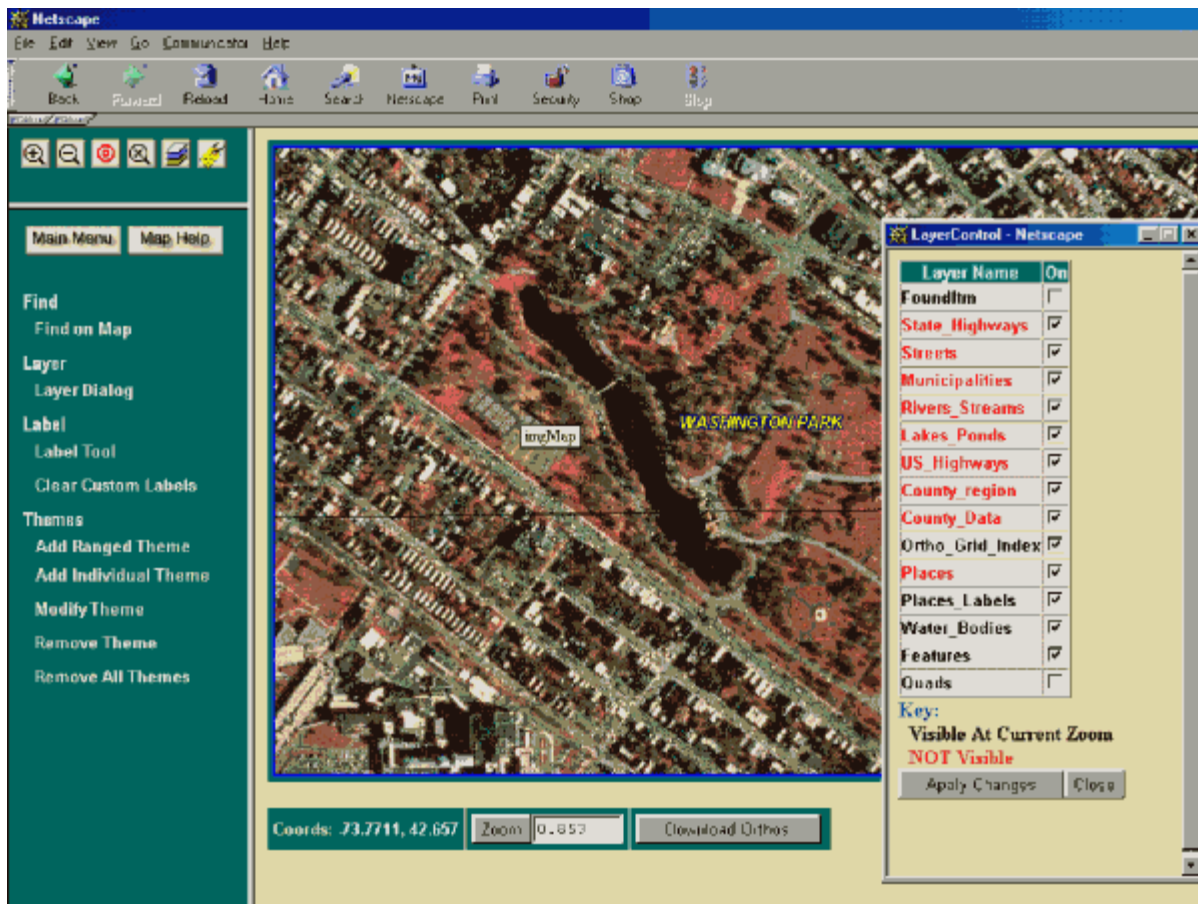 Netscape
File Edit View Go Communicator Help
Back Forward Reload Home Search Netscape Print Security Shop Stop
Main Menu Map Help
Find
Find on Map
Layer
Layer Dialog
Label
Label Tool
Clear Custom Labels
Themes
Add Ranged Theme
Add Individual Theme
Modify Theme
Remove Theme
Remove All Themes
WASHINGTON PARK
imgMap
Coords: -73.7711, 42.657 Zoom 0.853 Download Orthos
LayerControl - Netscape
Layer Name On
FoundItm
State_Highways
Streets
Municipalities
Rivers_Streams
Lakes_Ponds
US_Highways
County_region
County_Data
Ortho_Grid_Index
Places
Places_Labels
Water_Bodies
Features
Quads
Key:
Visible At Current Zoom
NOT Visible
Apply Changes Close